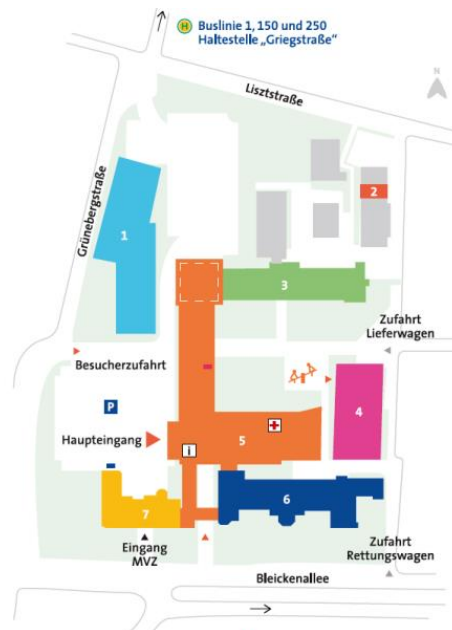 H Buslinie 1, 150 und 250
Haltestelle „Griegstraße“
N
Lisztstraße
Grünebergstraße
2
1
3
Zufahrt
Lieferwagen
Besucherzufahrt
P
4
Haupteingang
5
i
6
7
Eingang
MVZ
Zufahrt
Rettungswagen
Bleickenallee